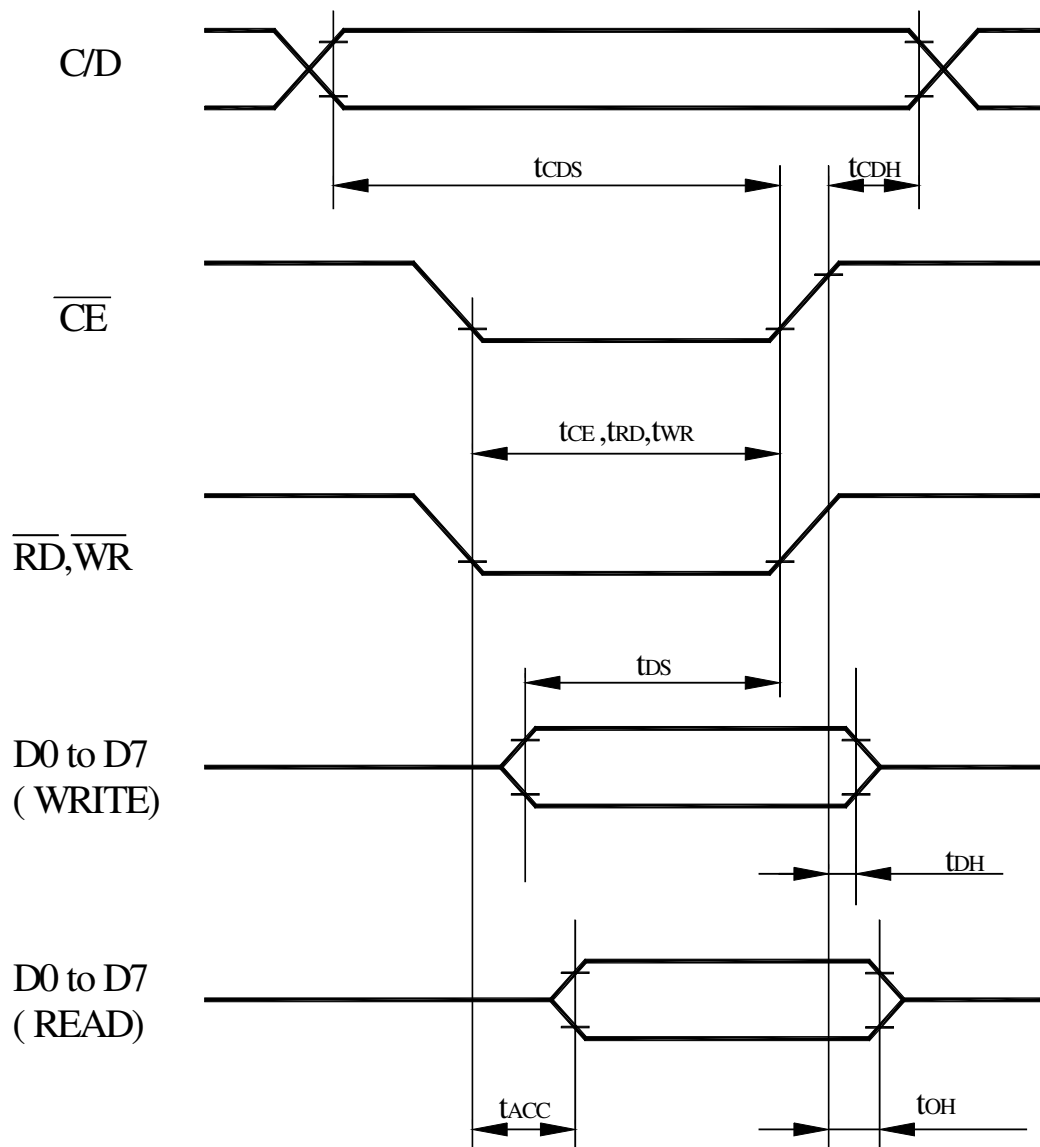 C/D
tCDS
tCDH
CE
tCE ,tRD,tWR
RD,WR
tDS
D0 to D7
( WRITE)
tDH
D0 to D7
( READ)
tACC
tOH